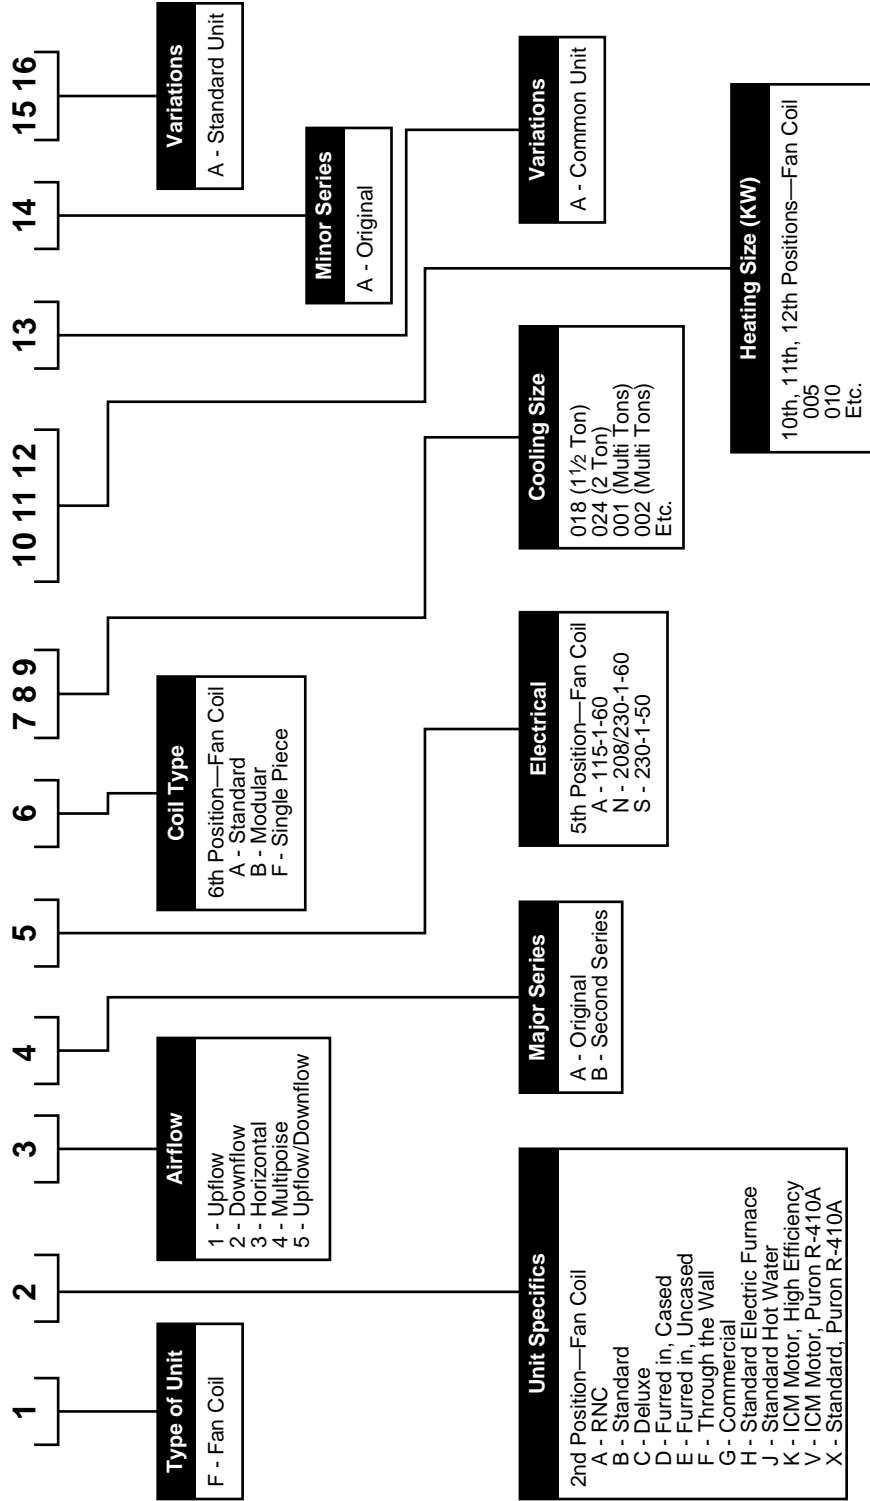 1
2
3
4
5
6
7 8 9
10 11 12
13
14
15 16
Type of Unit
F - Fan Coil
Airflow
1 - Upflow
2 - Downflow
3 - Horizontal
4 - Multipoise
5 - Upflow/Downflow
Coil Type
6th Position—Fan Coil
A - Standard
B - Modular
F - Single Piece
Minor Series
A - Original
Variations
A - Standard Unit
Unit Specifics
2nd Position—Fan Coil
A - RNC
B - Standard
C - Deluxe
D - Furred in, Cased
E - Furred in, Uncased
F - Through the Wall
G - Commercial
H - Standard Electric Furnace
J - Standard Hot Water
K - ICM Motor, High Efficiency
V - ICM Motor, Puron R-410A
X - Standard, Puron R-410A
Major Series
A - Original
B - Second Series
Electrical
5th Position—Fan Coil
A - 115-1-60
N - 208/230-1-60
S - 230-1-50
Cooling Size
018 (1 1/2 Ton)
024 (2 Ton)
001 (Multi Tons)
002 (Multi Tons)
Etc.
Variations
A - Common Unit
Heating Size (KW)
10th, 11th, 12th Positions—Fan Coil
005
010
Etc.